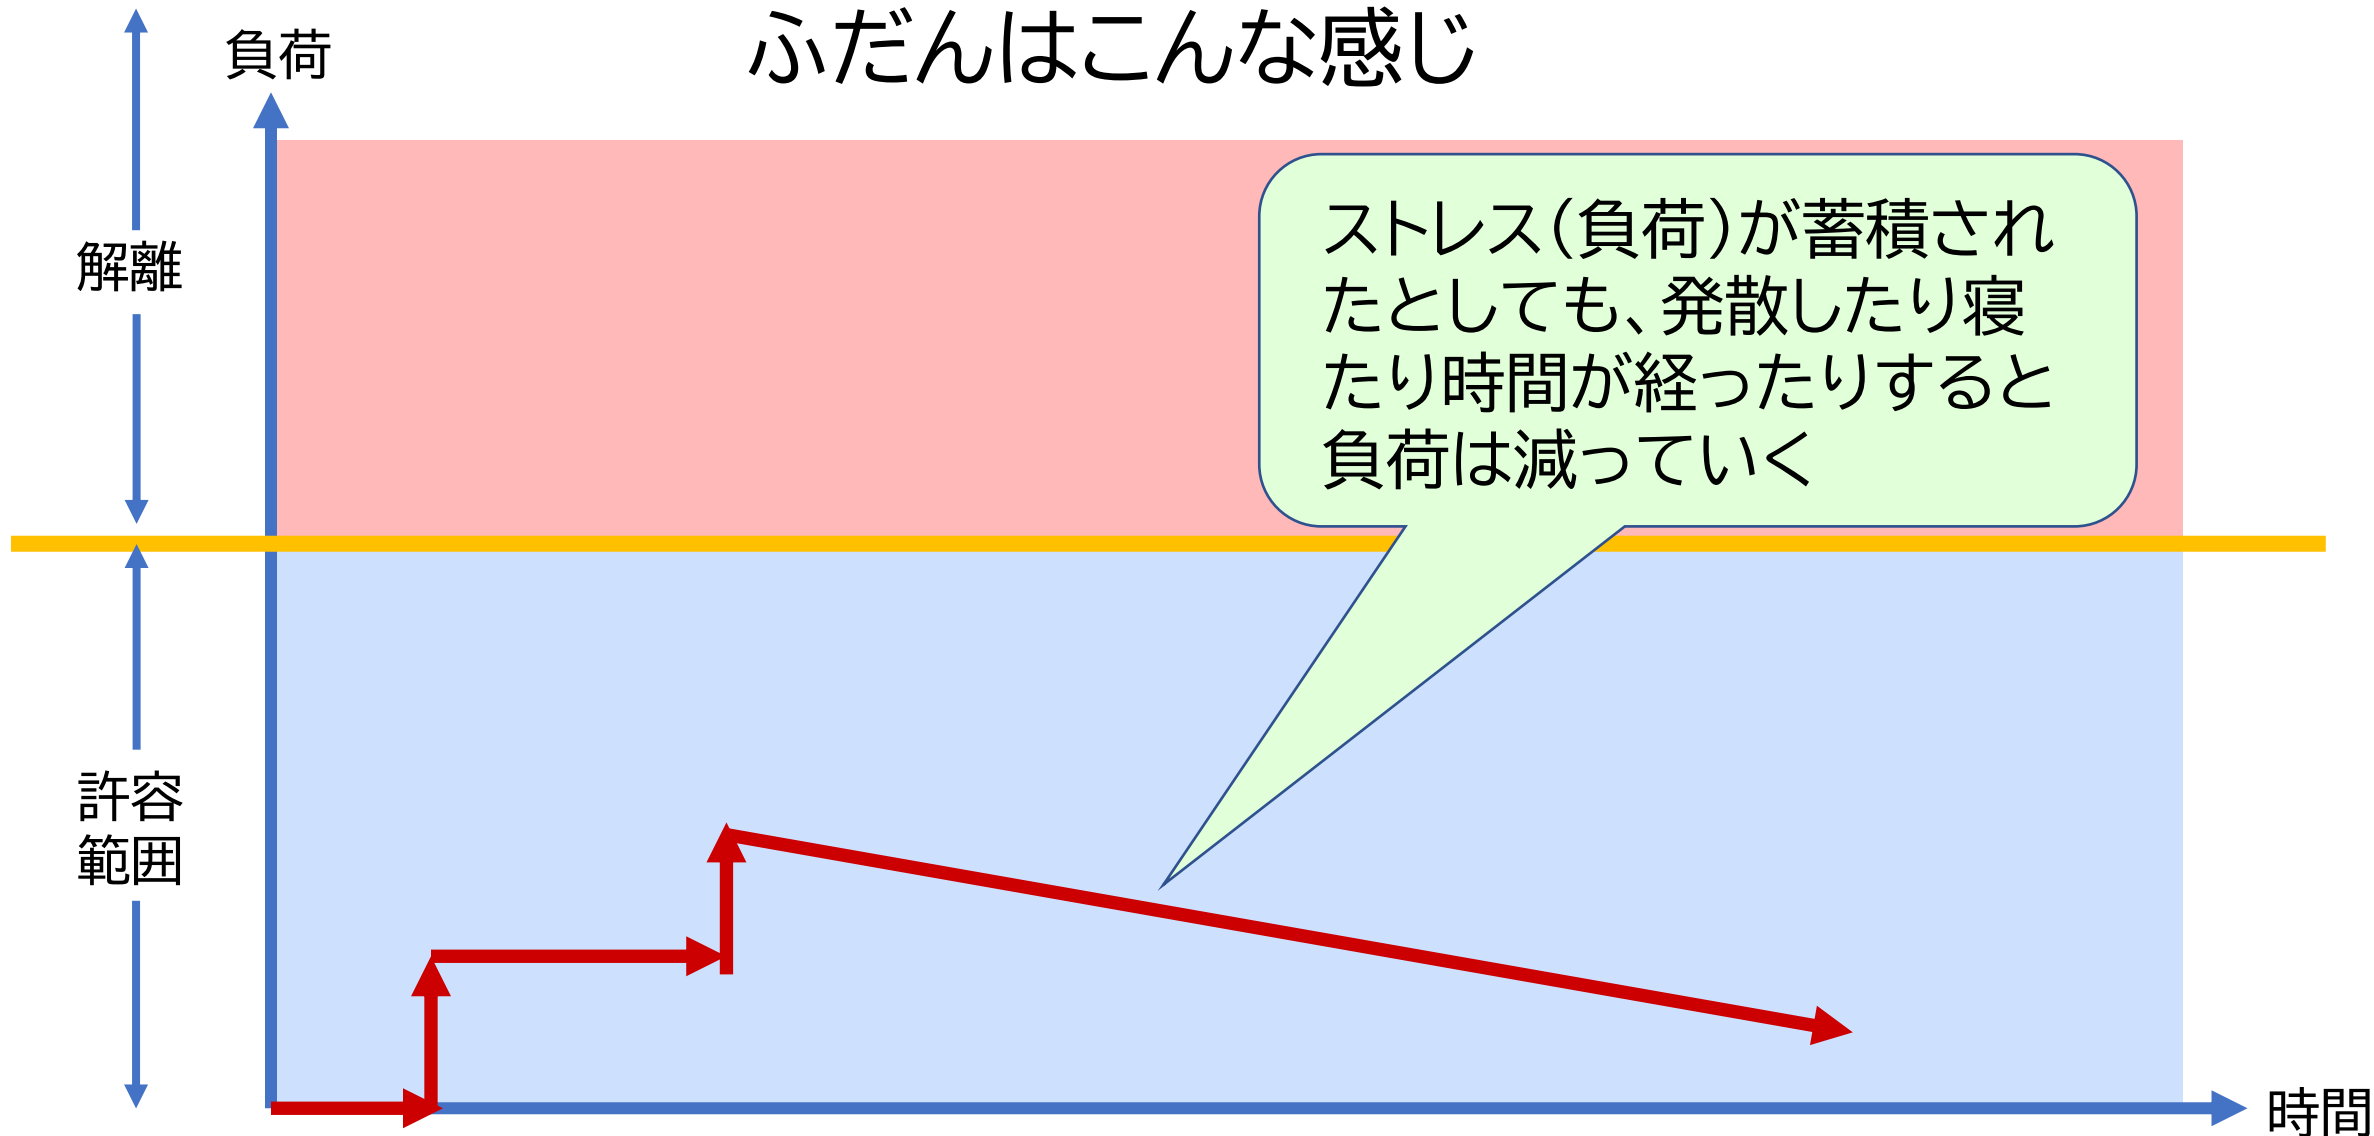 ふだんはこんな感じ
負荷
解離
許容
範囲
ストレス(負荷)が蓄積され
たとしても、発散したり寝
たり時間が経ったりすると
負荷は減っていく
時間